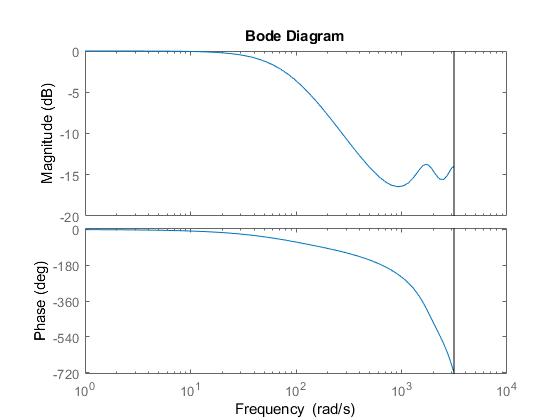 Bode Diagram
Magnitude (dB)
0
-5
-10
-15
-20
Phase (deg)
0
-180
-360
-540
-720
10^0 10^1 10^2 10^3 10^4
Frequency (rad/s)